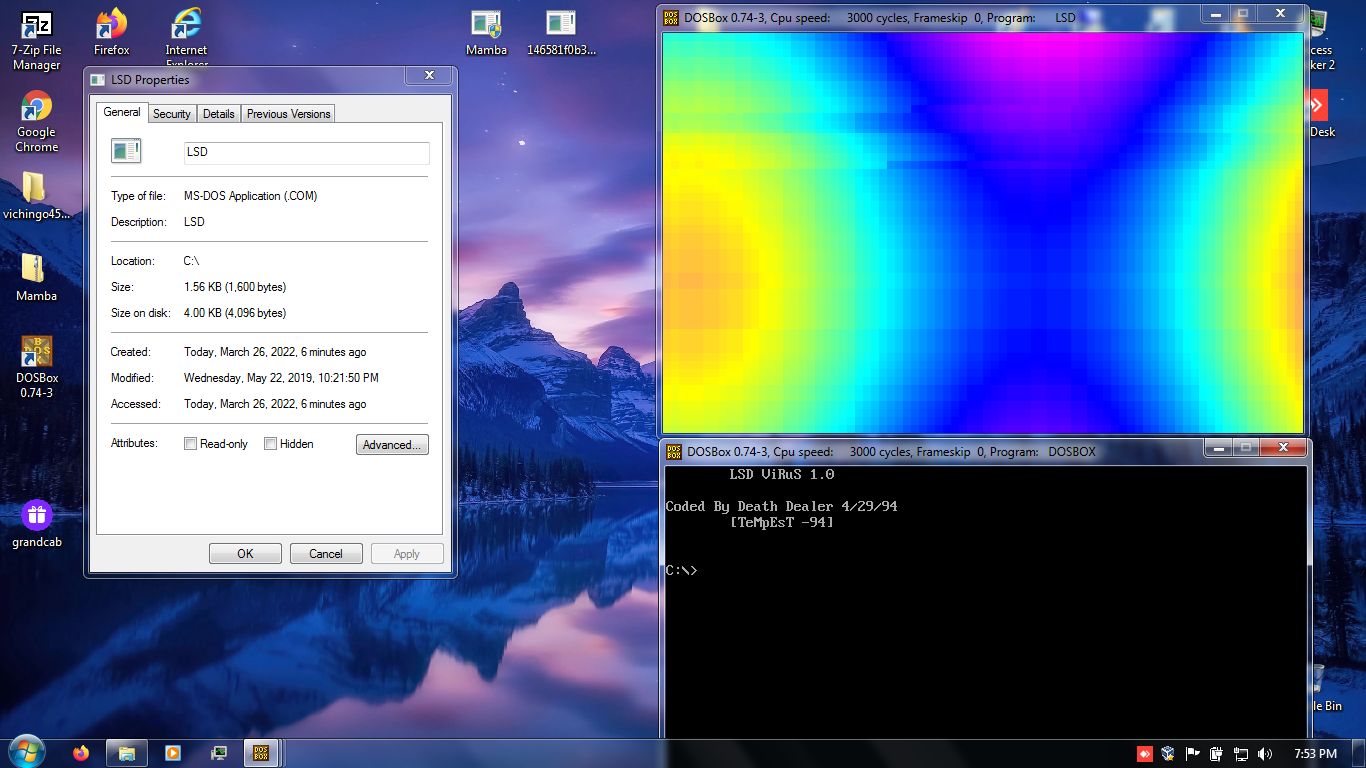 7-Zip File
Manager
Firefox
Internet
Explorer
Mamba
146581f0b3...
Google
Chrome
vichingo45...
Mamba
DOSBox
0.74-3
grandcab
LSD Properties
General
Security
Details
Previous Versions
LSD
Type of file: MS-DOS Application (.COM)
Description: LSD
Location: C:\
Size: 1.56 KB (1,600 bytes)
Size on disk: 4.00 KB (4,096 bytes)
Created: Today, March 26, 2022, 6 minutes ago
Modified: Wednesday, May 22, 2019, 10:21:50 PM
Accessed: Today, March 26, 2022, 6 minutes ago
Attributes: Read-only Hidden Advanced...
OK Cancel Apply
DOSBox 0.74-3, Cpu speed: 3000 cycles, Frameskip 0, Program: LSD
cess
ker 2
Desk
DOSBox 0.74-3, Cpu speed: 3000 cycles, Frameskip 0, Program: DOSBOX
LSD ViRuS 1.0
Coded By Death Dealer 4/29/94
[TeMpEsT -94]
C:\>
le Bin
7:53 PM